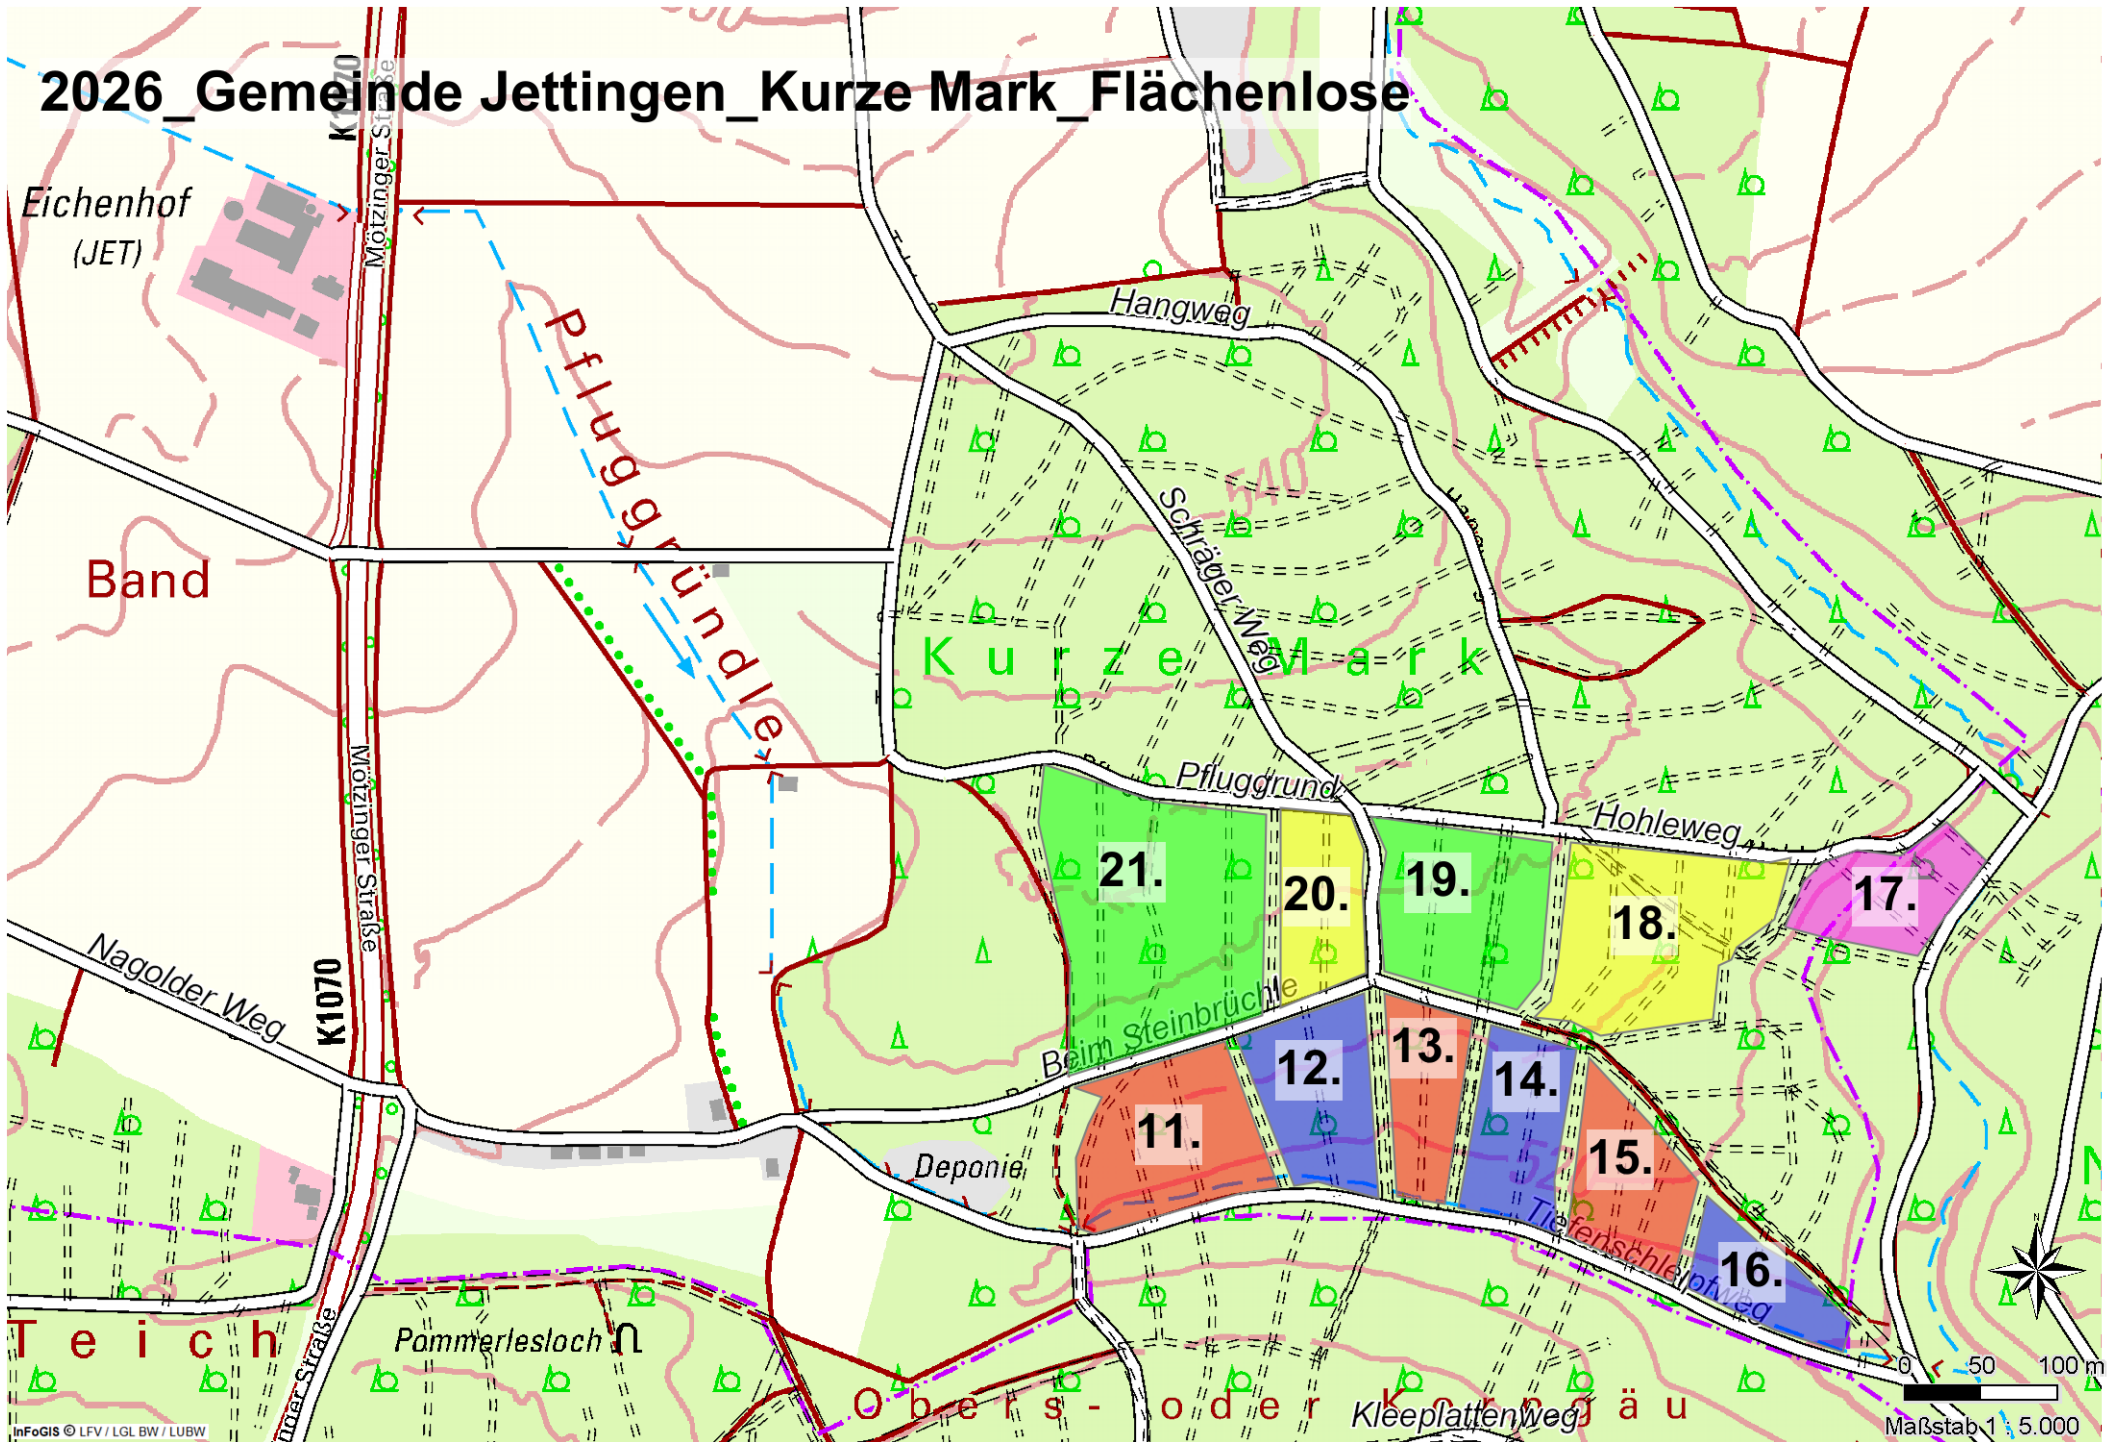 2026_Gemeinde Jettingen_Kurze Mark_Flächenlose
K1070
Mötzinger Straße
Eichenhof
(JET)
Pfluggründle
Hangweg
540
Schräger Weg
Band
Kurze Mark
Mötzinger Straße
Pfluggrund
Hohleweg
21.
20.
19.
18.
17.
Nagolder Weg
K1070
Beim Steinbrüchle
13.
12.
14.
11.
15.
Deponie
52
Tiefenschleipfweg
16.
Teich
Pommerlesloch
Obers- oder Korngäu
Kleeplattenweg
N
0 50 100 m
Maßstab 1 : 5.000
InFoGIS © LFV / LGL BW / LUBW